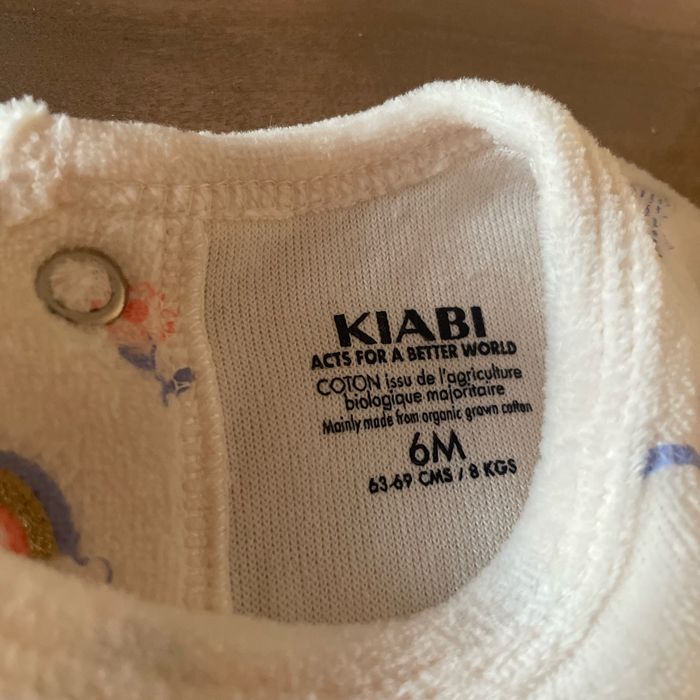 KIABI
ACTS FOR A BETTER WORLD
COTON issu de l'agriculture
biologique majoritaire
Mainly made from organic grown cotton
6M
63-69 CMS / 8 KGS